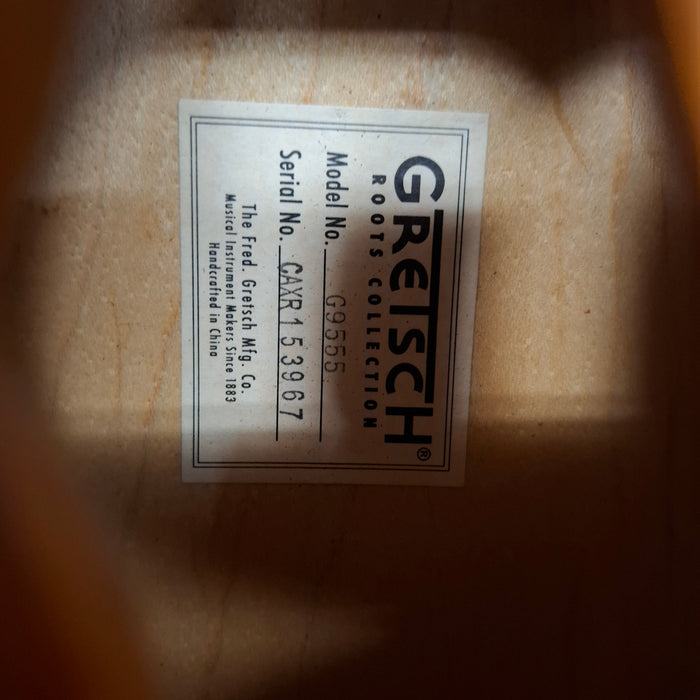 GRETSCH®
ROOTS COLLECTION
Model No. G9555
Serial No. CAXR153967
The Fred. Gretsch Mfg. Co.
Musical Instrument Makers Since 1883
Handcrafted in China